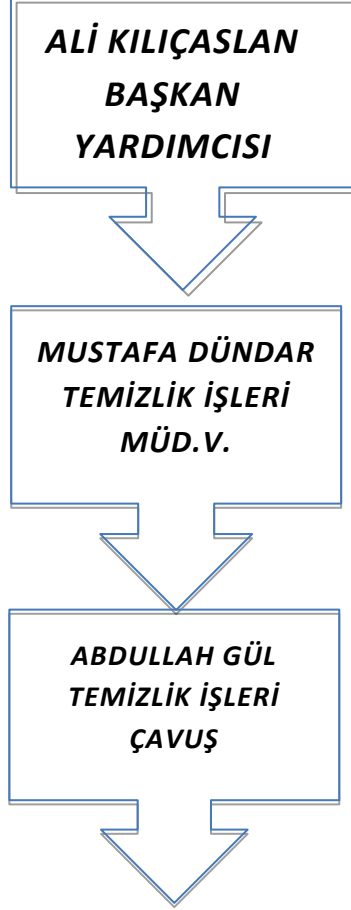 ALİ KILIÇASLAN
BAŞKAN
YARDIMCISI
MUSTAFA DÜNDAR
TEMİZLİK İŞLERİ
MÜD.V.
ABDULLAH GÜL
TEMİZLİK İŞLERİ
ÇAVUŞ